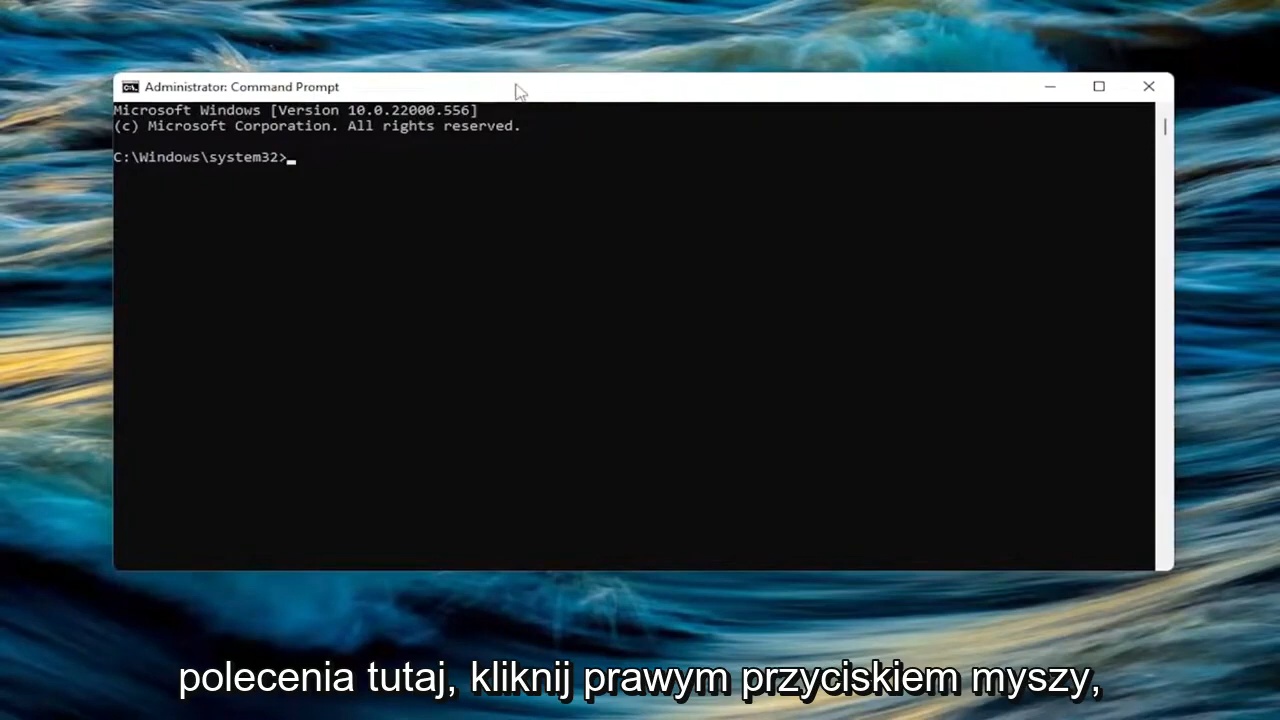 Administrator: Command Prompt
Microsoft Windows [Version 10.0.22000.556]
(c) Microsoft Corporation. All rights reserved.
C:\Windows\system32>
polecenia tutaj, kliknij prawym przyciskiem myszy,